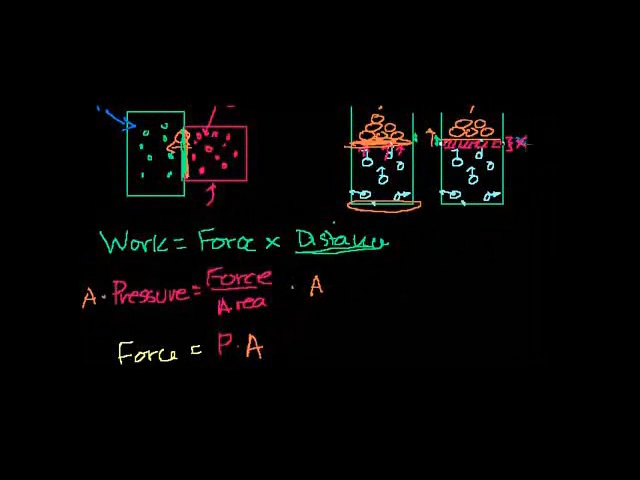 x
Work = Force x Distance
A · Pressure = Force / Area · A
Force = P · A